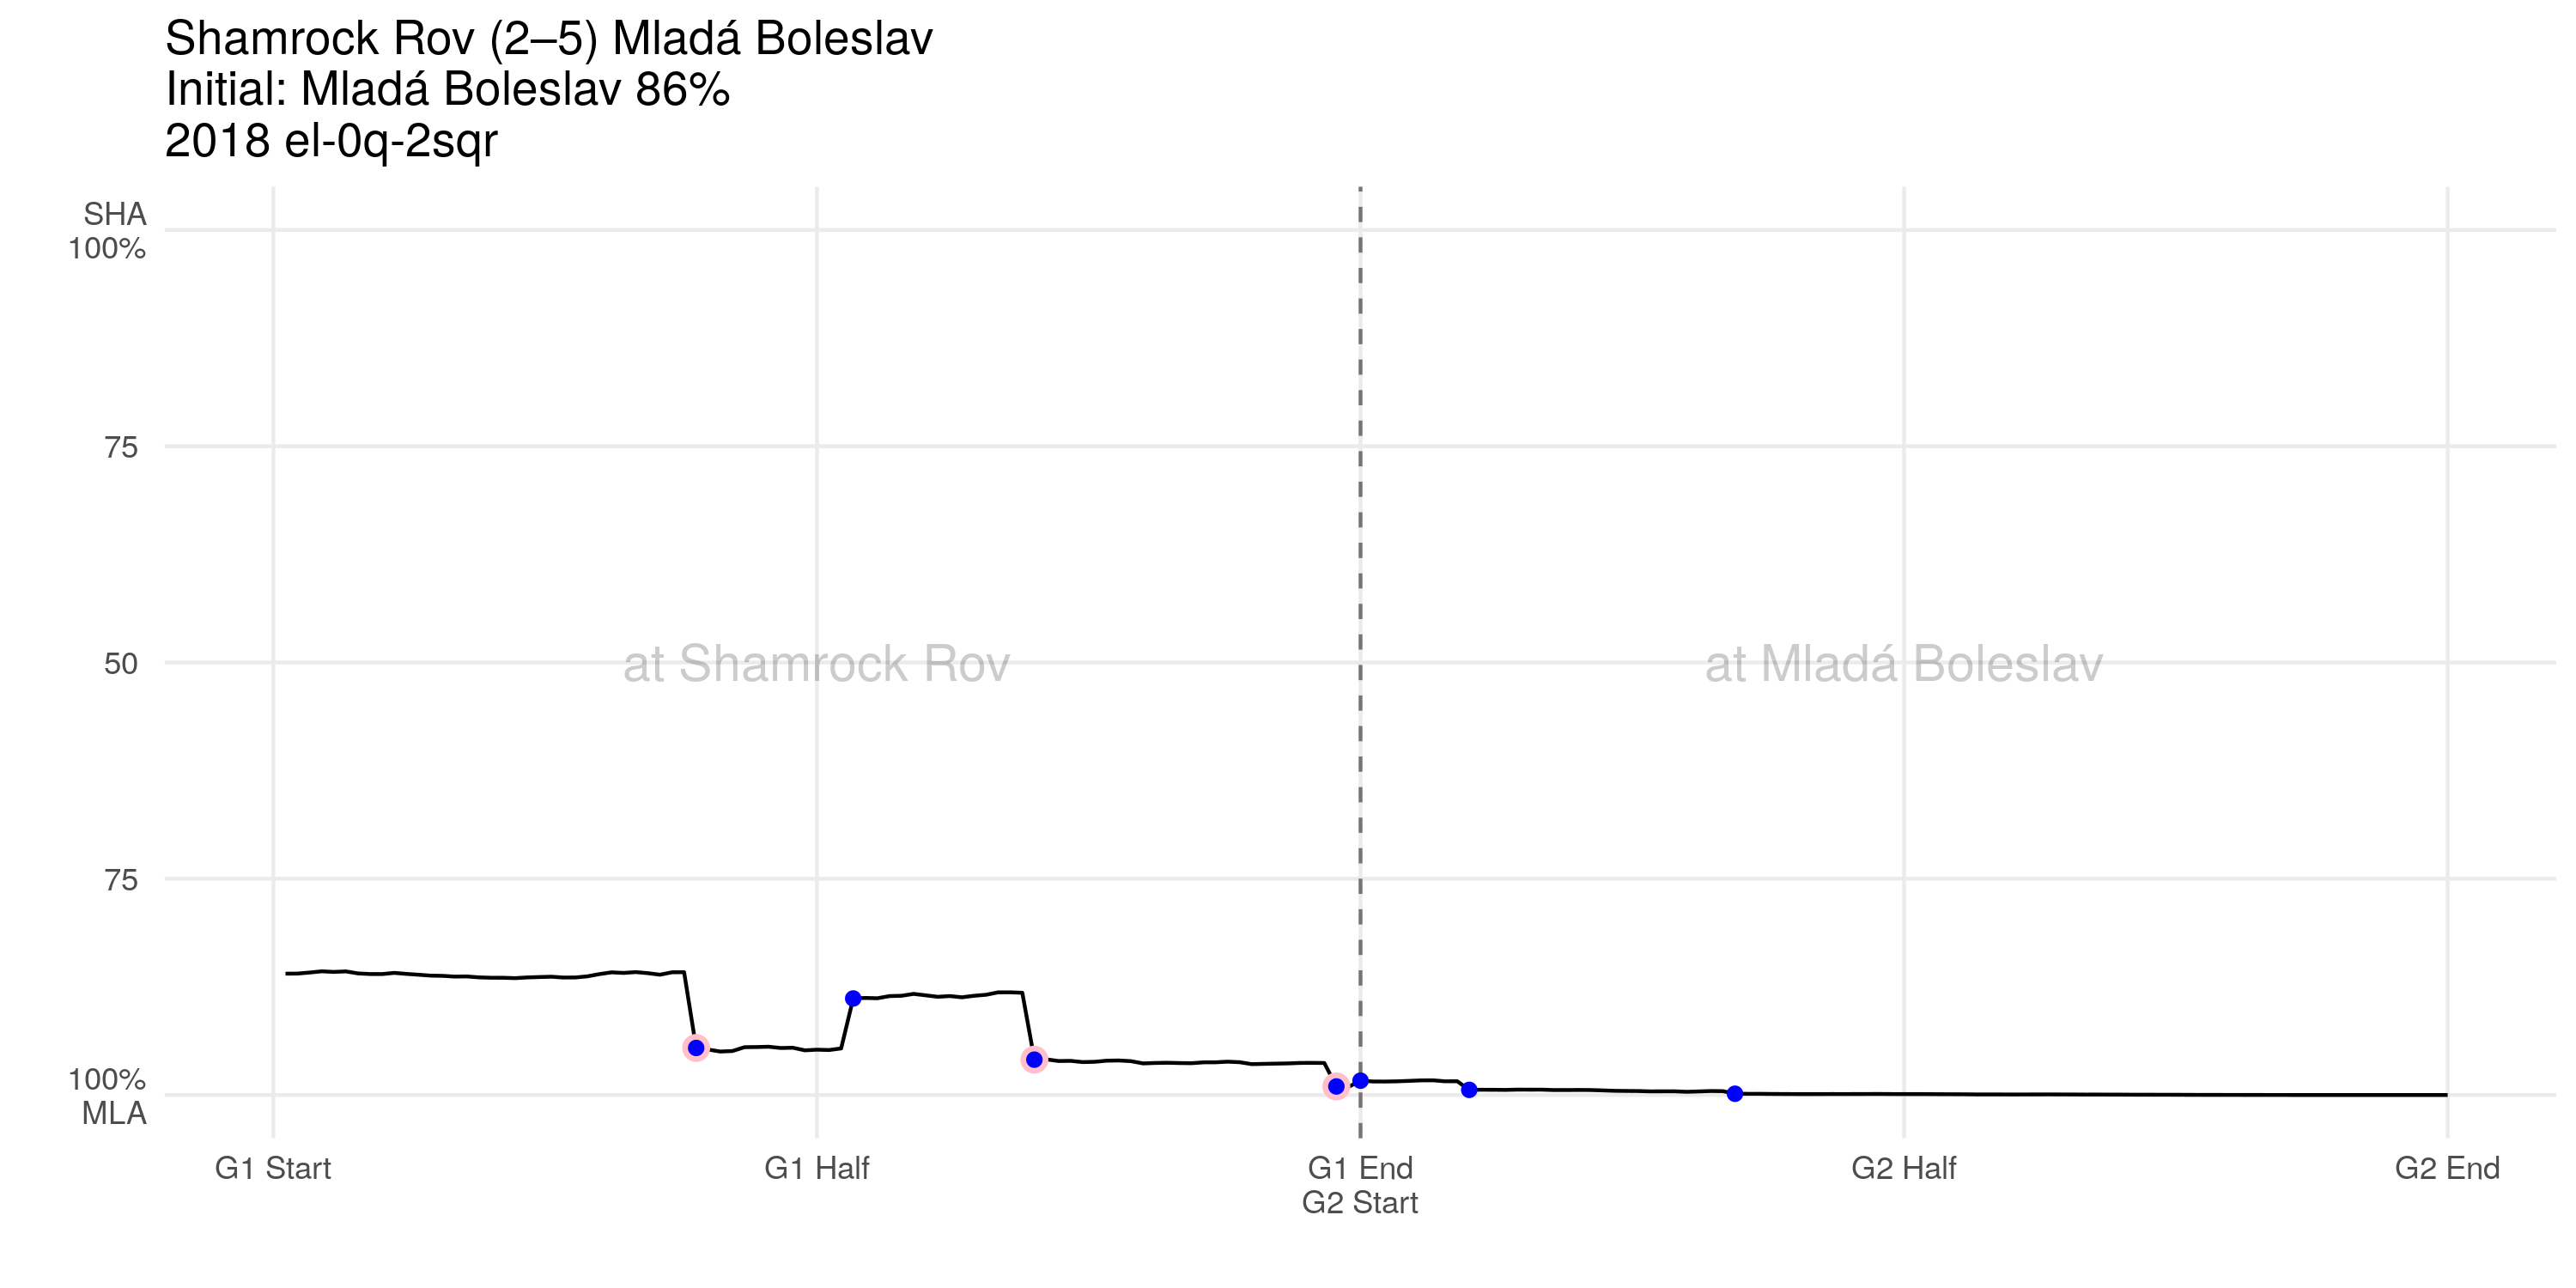 Shamrock Rov (2–5) Mladá Boleslav
Initial: Mladá Boleslav 86%
2018 el-0q-2sqr
SHA
100%
75
50
75
100%
MLA
at Shamrock Rov
at Mladá Boleslav
G1 Start
G1 Half
G1 End
G2 Start
G2 Half
G2 End